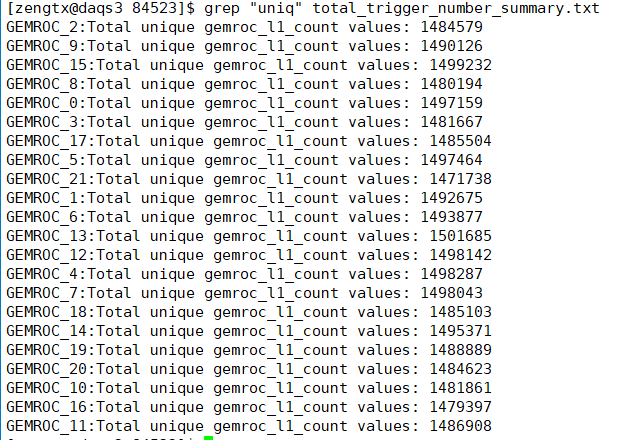 [zengtx@daqs3 84523]$ grep "uniq" total_trigger_number_summary.txt
GEMROC_2:Total unique gemroc_l1_count values: 1484579
GEMROC_9:Total unique gemroc_l1_count values: 1490126
GEMROC_15:Total unique gemroc_l1_count values: 1499232
GEMROC_8:Total unique gemroc_l1_count values: 1480194
GEMROC_0:Total unique gemroc_l1_count values: 1497159
GEMROC_3:Total unique gemroc_l1_count values: 1481667
GEMROC_17:Total unique gemroc_l1_count values: 1485504
GEMROC_5:Total unique gemroc_l1_count values: 1497464
GEMROC_21:Total unique gemroc_l1_count values: 1471738
GEMROC_1:Total unique gemroc_l1_count values: 1492675
GEMROC_6:Total unique gemroc_l1_count values: 1493877
GEMROC_13:Total unique gemroc_l1_count values: 1501685
GEMROC_12:Total unique gemroc_l1_count values: 1498142
GEMROC_4:Total unique gemroc_l1_count values: 1498287
GEMROC_7:Total unique gemroc_l1_count values: 1498043
GEMROC_18:Total unique gemroc_l1_count values: 1485103
GEMROC_14:Total unique gemroc_l1_count values: 1495371
GEMROC_19:Total unique gemroc_l1_count values: 1488889
GEMROC_20:Total unique gemroc_l1_count values: 1484623
GEMROC_10:Total unique gemroc_l1_count values: 1481861
GEMROC_16:Total unique gemroc_l1_count values: 1479397
GEMROC_11:Total unique gemroc_l1_count values: 1486908